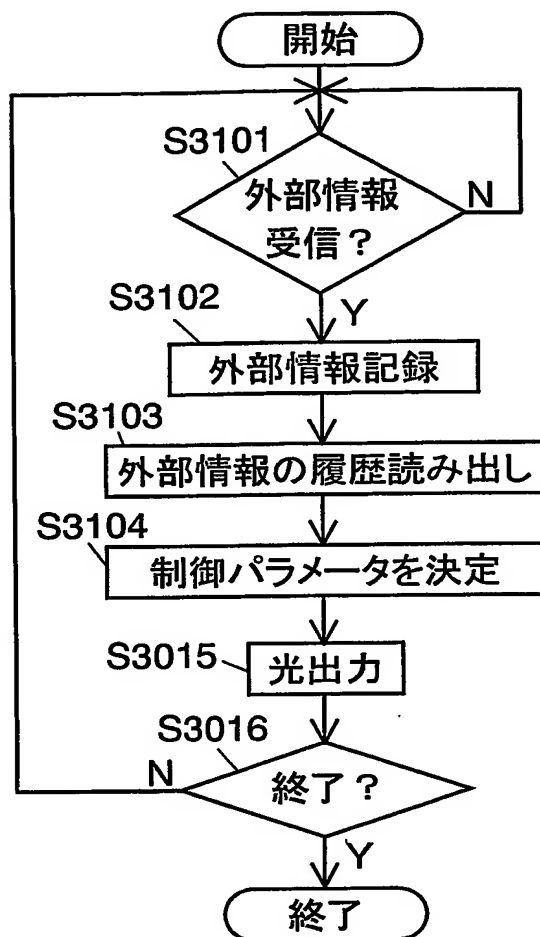 開始
S3101
外部情報
受信？
N
Y
S3102
外部情報記録
S3103
外部情報の履歴読み出し
S3104
制御パラメータを決定
S3015
光出力
S3016
N
終了？
Y
終了